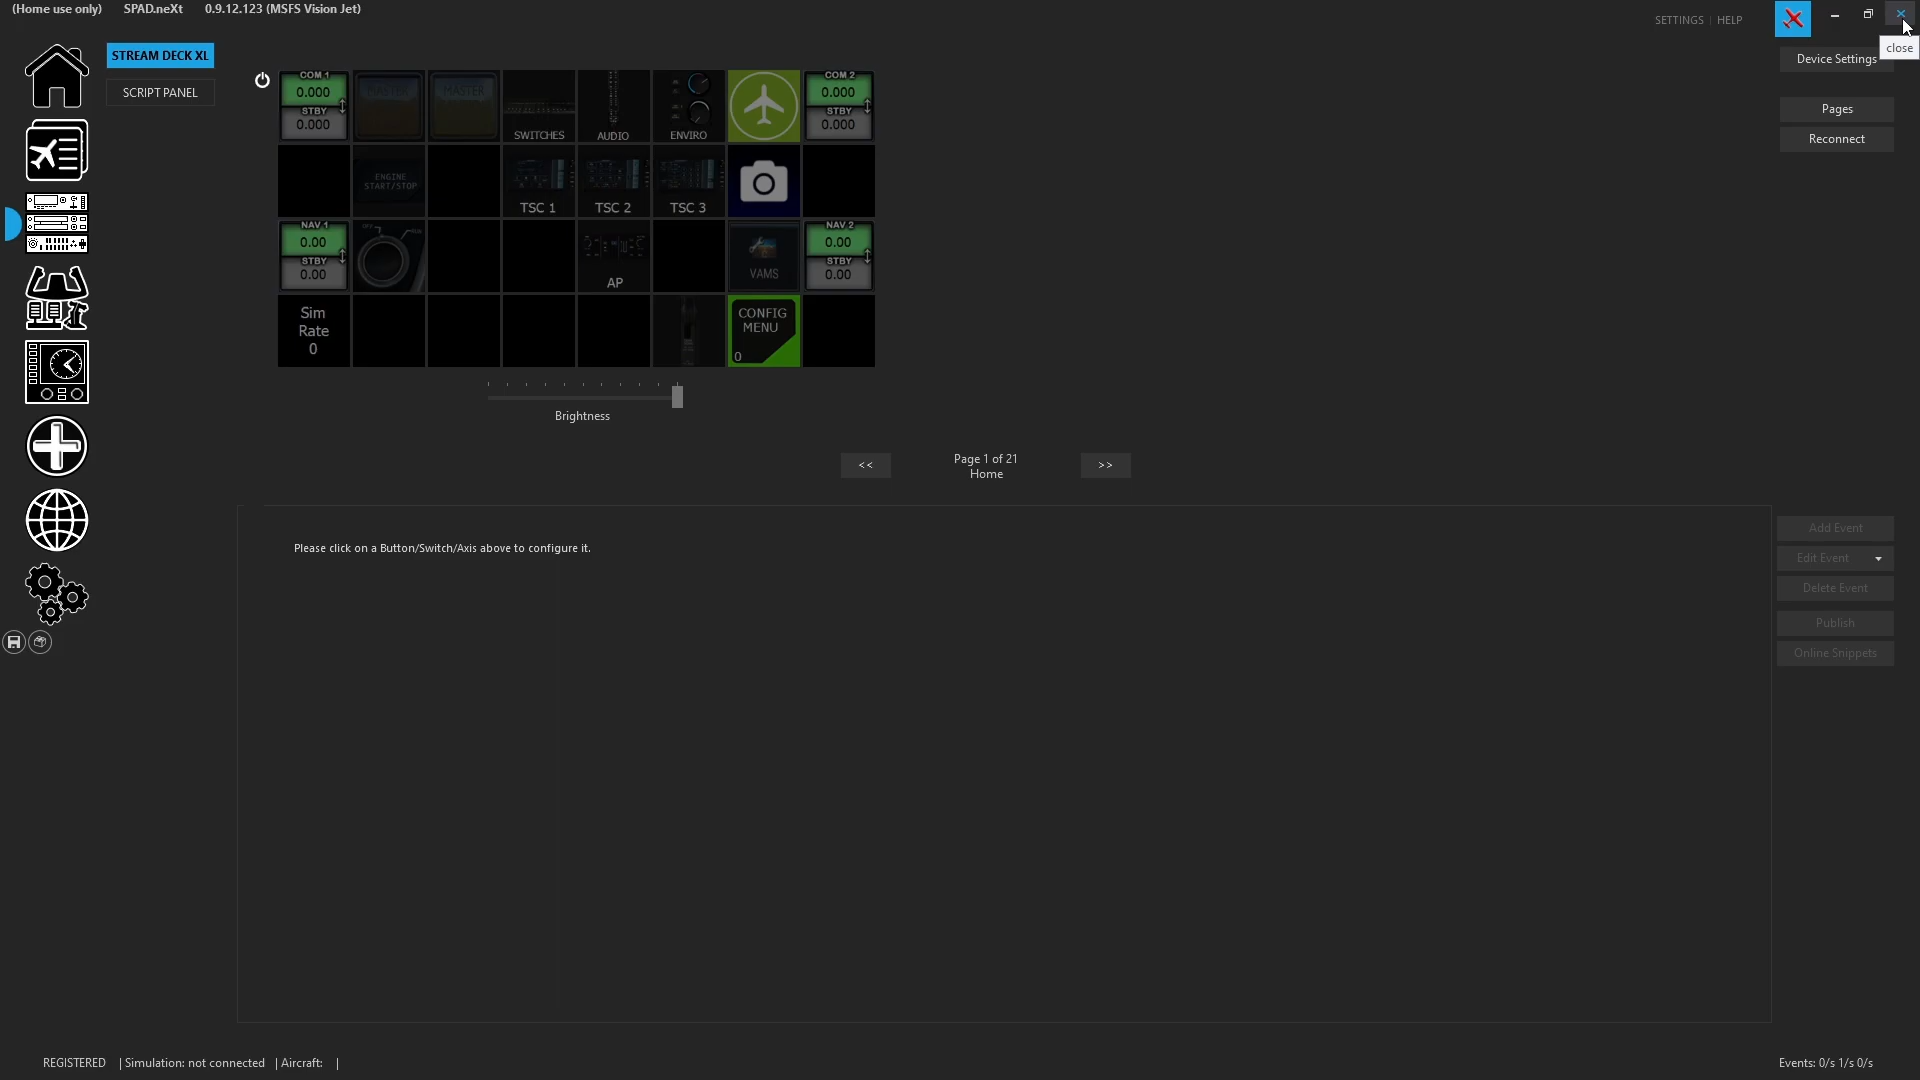 (Home use only) SPAD.neXt 0.9.12.123 (MSFS Vision Jet)
SETTINGS | HELP
close
STREAM DECK XL
SCRIPT PANEL
Device Settings
Pages
Reconnect
COM 1
0.000
STBY
0.000
MASTER
MASTER
SWITCHES
AUDIO
ENVIRO
COM 2
0.000
STBY
0.000
ENGINE
START/STOP
TSC 1
TSC 2
TSC 3
NAV 1
0.00
STBY
0.00
OFF
RUN
AP
VAMS
NAV 2
0.00
STBY
0.00
Sim
Rate
0
CONFIG
MENU
0
Brightness
<<
Page 1 of 21
Home
>>
Please click on a Button/Switch/Axis above to configure it.
Add Event
Edit Event
Delete Event
Publish
Online Snippets
REGISTERED | Simulation: not connected | Aircraft: |
Events: 0/s 1/s 0/s